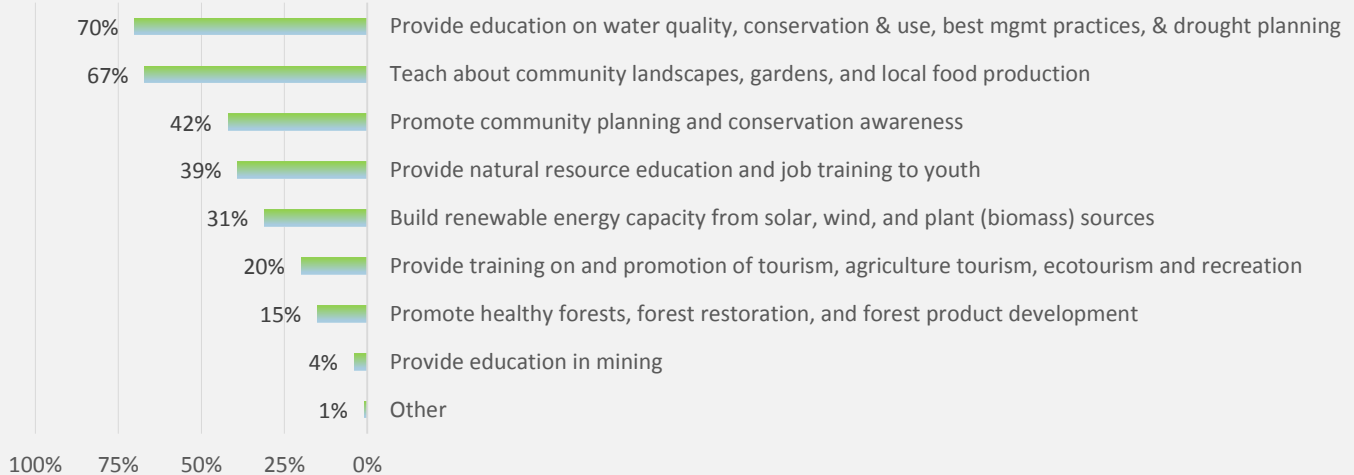 70% Provide education on water quality, conservation & use, best mgmt practices, & drought planning
67% Teach about community landscapes, gardens, and local food production
42% Promote community planning and conservation awareness
39% Provide natural resource education and job training to youth
31% Build renewable energy capacity from solar, wind, and plant (biomass) sources
20% Provide training on and promotion of tourism, agriculture tourism, ecotourism and recreation
15% Promote healthy forests, forest restoration, and forest product development
4% Provide education in mining
1% Other
100% 75% 50% 25% 0%